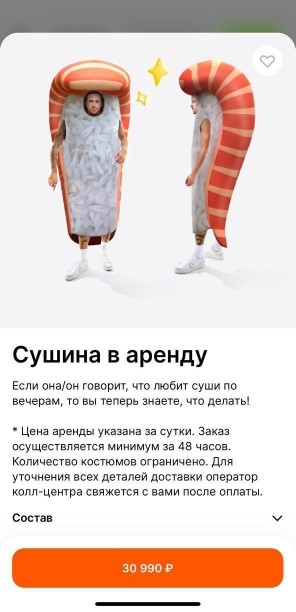 Сушина в аренду
Если она/он говорит, что любит суши по
вечерам, то вы теперь знаете, что делать!
* Цена аренды указана за сутки. Заказ
осуществляется минимум за 48 часов.
Количество костюмов ограничено. Для
уточнения всех деталей доставки оператор
колл-центра свяжется с вами после оплаты.
Состав
30 990 ₽